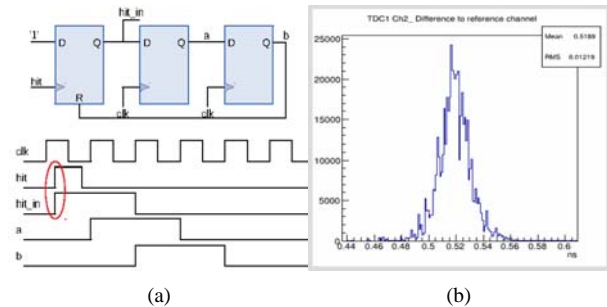 hit_in
'1' D Q D Q a D Q b
hit
R
clk clk
clk
hit
hit_in
a
b
(a)
TDC1 Ch2_ Difference to reference channel
Mean 0.5189
RMS 0.01219
25000
20000
15000
10000
5000
0
0.44 0.46 0.48 0.5 0.52 0.54 0.56 0.58 0.6
ns
(b)